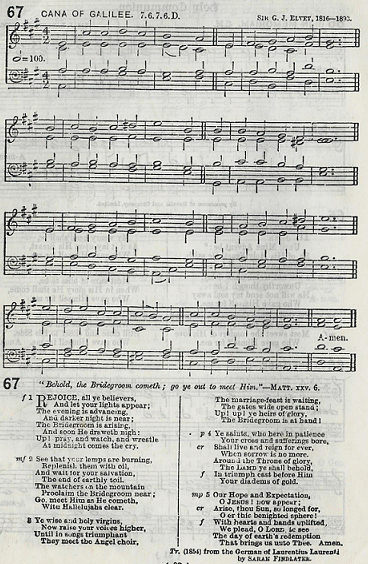 67 CANA OF GALILEE. 7.6.7.6.D. SIR G. J. ELVEY, 1816—1893.
=100.
A-men.
67 "Behold, the Bridegroom cometh; go ye out to meet Him."—MATT. xxv. 6.
f 1 REJOICE, all ye believers,
And let your lights appear;
The evening is advancing,
And darker night is near;
The Bridegroom is arising,
And soon He draweth nigh:
Up! pray, and watch, and wrestle
At midnight comes the cry.
mf 2 See that your lamps are burning,
Replenish them with oil,
And wait for your salvation,
The end of earthly toil.
The watchers on the mountain
Proclaim the Bridegroom near;
Go, meet Him as He cometh,
With Hallelujahs clear.
3 Ye wise and holy virgins,
Now raise your voices higher,
Until in songs triumphant
They meet the Angel choir,
The marriage-feast is waiting,
The gates wide open stand;
Up! up! ye heirs of glory,
The Bridegroom is at hand!
p 4 Ye saints, who here in patience
Your cross and sufferings bore,
cr Shall live and reign for ever,
When sorrow is no more.
Around the Throne of glory,
The LAMB ye shall behold,
In triumph cast before Him
Your diadems of gold.
mp 5 Our Hope and Expectation,
O JESUS! now appear;
cr Arise, thou Sun, so longed for,
O'er this benighted sphere!
f With hearts and hands uplifted,
We plead, O LORD, to see
The day of earth's redemption
That brings us unto Thee. Amen.
Tr. (1854) from the German of Laurentius Laurenti
by SARAH FINDLATER.